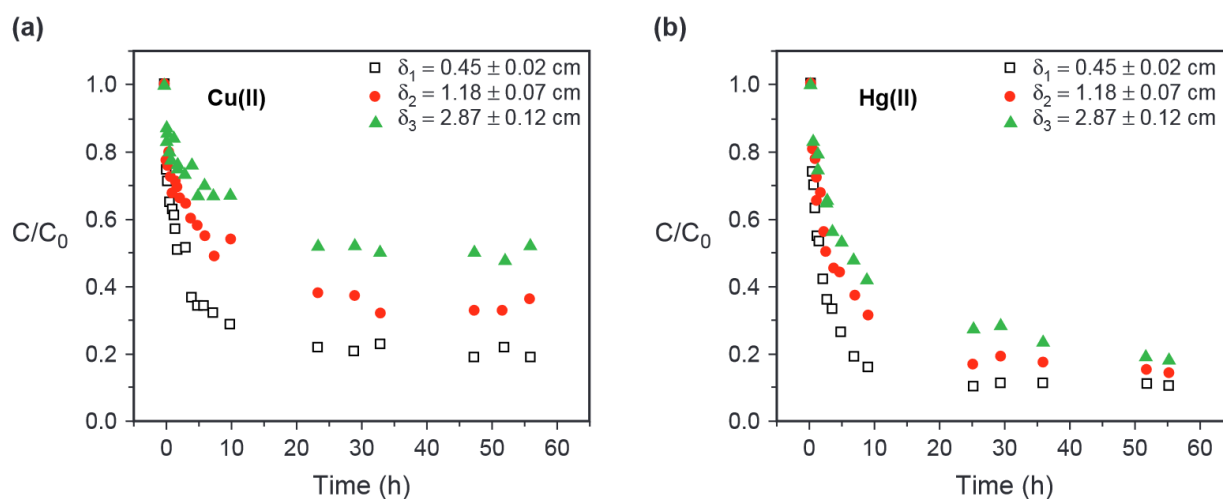 (a)
δ₁ = 0.45 ± 0.02 cm
δ₂ = 1.18 ± 0.07 cm
δ₃ = 2.87 ± 0.12 cm
Cu(II)
1.0
0.8
0.6
0.4
0.2
0.0
C/C₀
0 10 20 30 40 50 60
Time (h)
(b)
δ₁ = 0.45 ± 0.02 cm
δ₂ = 1.18 ± 0.07 cm
δ₃ = 2.87 ± 0.12 cm
Hg(II)
1.0
0.8
0.6
0.4
0.2
0.0
C/C₀
0 10 20 30 40 50 60
Time (h)